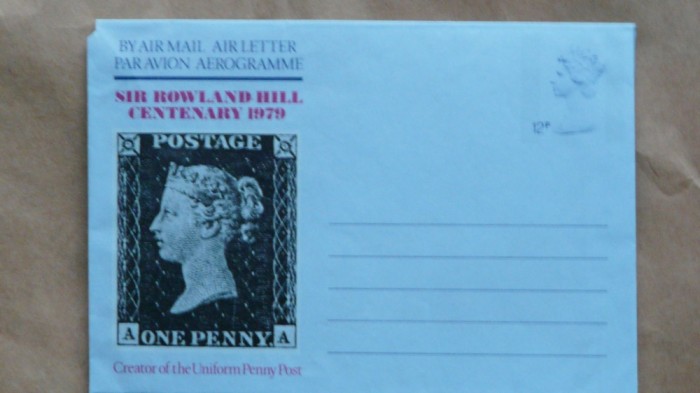 BY AIR MAIL AIR LETTER
PAR AVION AEROGRAMME
SIR ROWLAND HILL
CENTENARY 1979
POSTAGE
A ONE PENNY A
Creator of the Uniform Penny Post
12P